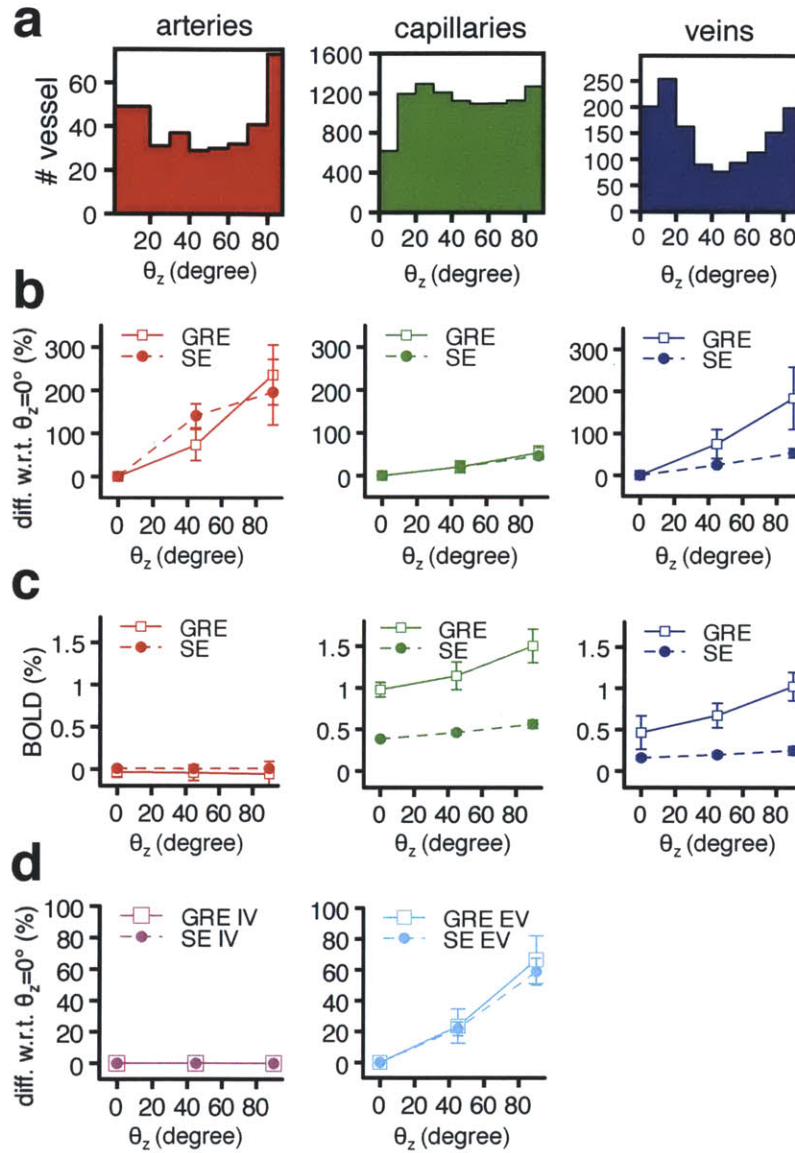 a
arteries
capillaries
veins
# vessel
60
40
20
0
1600
1200
800
400
0
250
200
150
100
50
0
20 40 60 80
0 20 40 60 80
0 20 40 60 80
θz (degree)
θz (degree)
θz (degree)
b
diff. w.r.t. θz=0° (%)
300
200
100
0
GRE
SE
300
200
100
0
GRE
SE
300
200
100
0
GRE
SE
0 20 40 60 80
0 20 40 60 80
0 20 40 60 80
θz (degree)
θz (degree)
θz (degree)
c
BOLD (%)
1.5
1
0.5
0
GRE
SE
1.5
1
0.5
0
GRE
SE
1.5
1
0.5
0
GRE
SE
0 20 40 60 80
0 20 40 60 80
0 20 40 60 80
θz (degree)
θz (degree)
θz (degree)
d
diff. w.r.t. θz=0° (%)
100
80
60
40
20
0
GRE IV
SE IV
100
80
60
40
20
0
GRE EV
SE EV
0 20 40 60 80
0 20 40 60 80
θz (degree)
θz (degree)